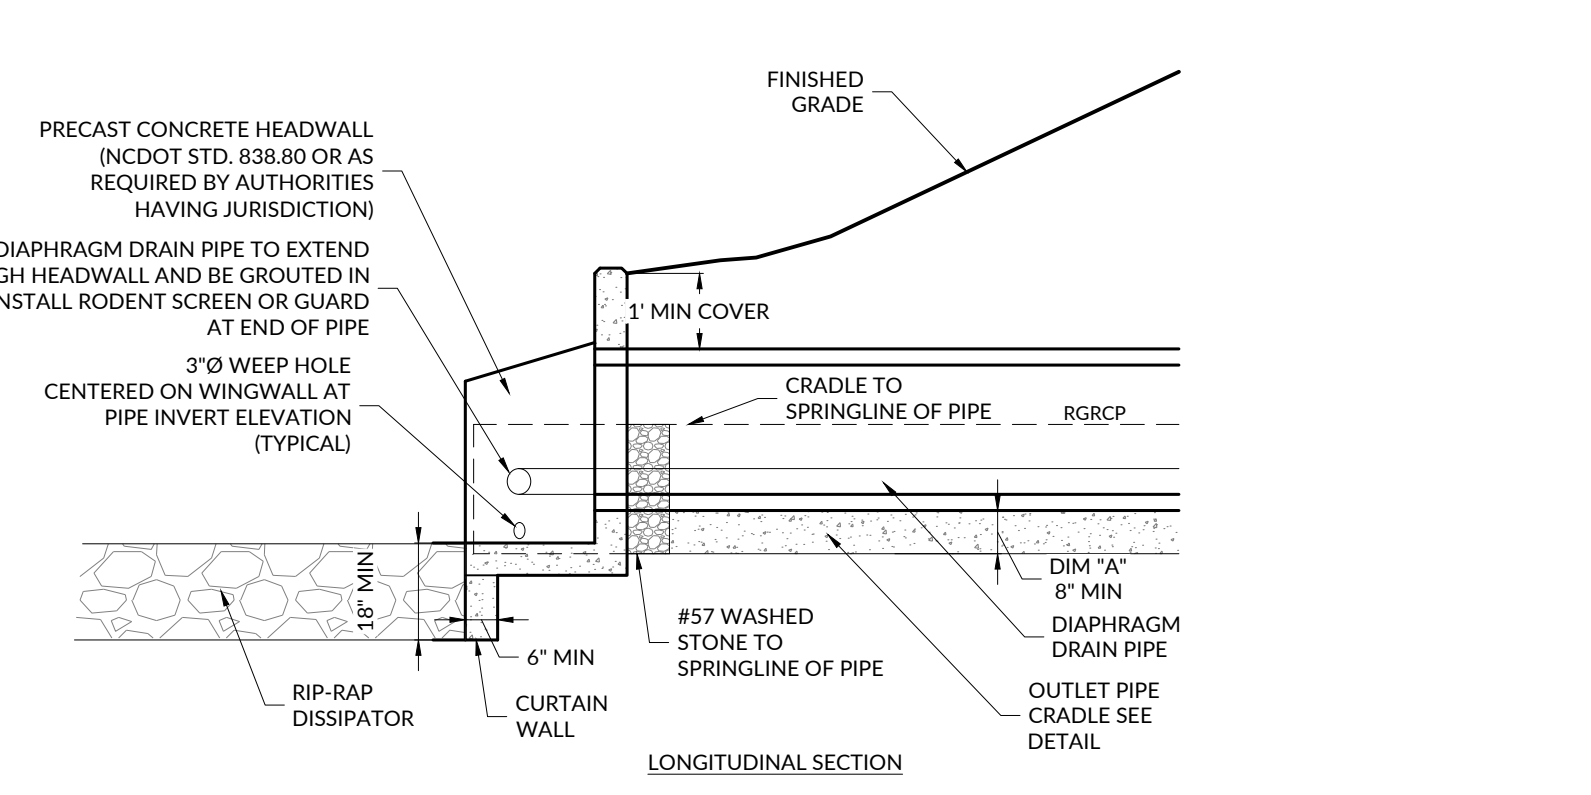 FINISHED
GRADE
PRECAST CONCRETE HEADWALL
(NCDOT STD. 838.80 OR AS
REQUIRED BY AUTHORITIES
HAVING JURISDICTION)
DIAPHRAGM DRAIN PIPE TO EXTEND
HEADWALL AND BE GROUTED IN
RODENT SCREEN OR GUARD
AT END OF PIPE
3"Ø WEEP HOLE
CENTERED ON WINGWALL AT
PIPE INVERT ELEVATION
(TYPICAL)
1' MIN COVER
CRADLE TO
SPRINGLINE OF PIPE
RGRCP
18" MIN
DIM "A"
8" MIN
#57 WASHED
STONE TO
SPRINGLINE OF PIPE
DIAPHRAGM
DRAIN PIPE
6" MIN
RIP-RAP
DISSIPATOR
CURTAIN
WALL
OUTLET PIPE
CRADLE SEE
DETAIL
LONGITUDINAL SECTION